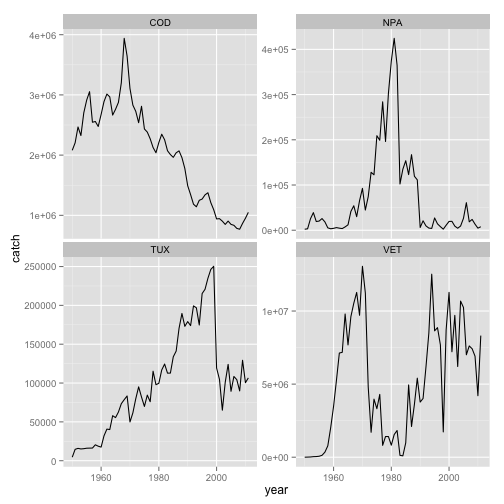 COD
NPA
4e+06
3e+06
2e+06
1e+06
4e+05
3e+05
2e+05
1e+05
0e+00
catch
TUX
VET
250000
200000
150000
100000
50000
0
1e+07
5e+06
0e+00
1960
1980
2000
1960
1980
2000
year